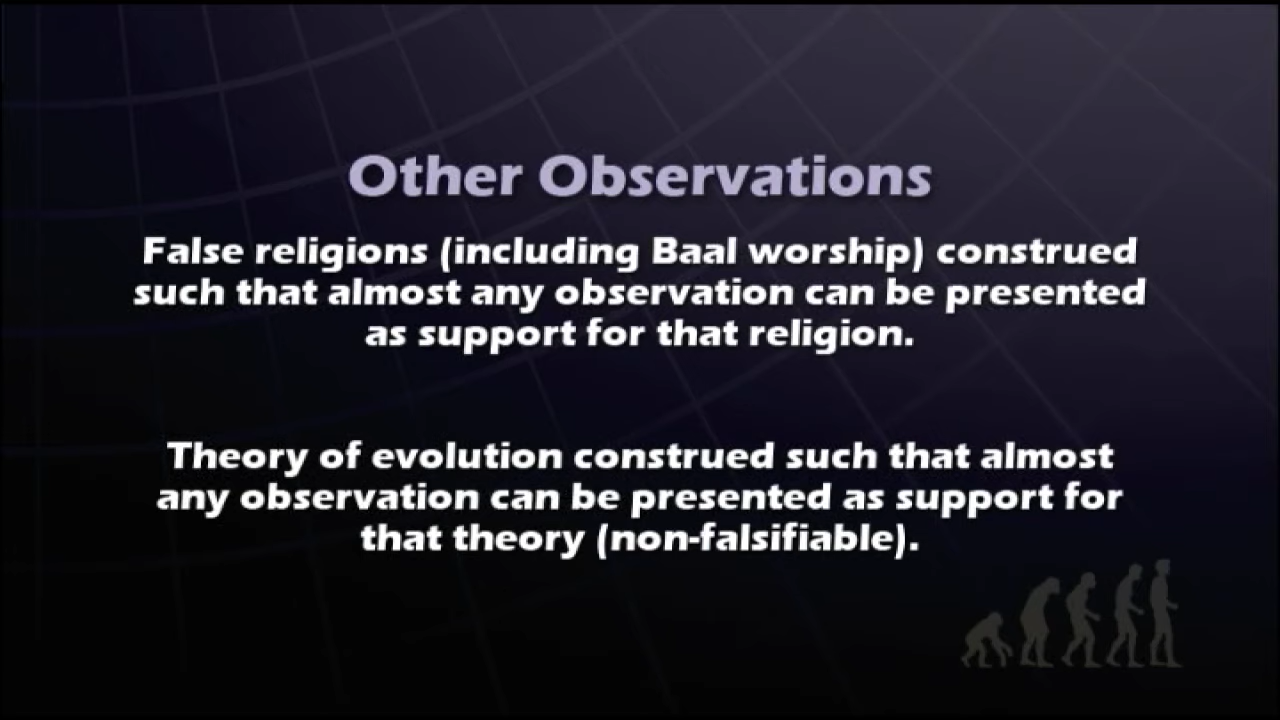 Other Observations
False religions (including Baal worship) construed
such that almost any observation can be presented
as support for that religion.
Theory of evolution construed such that almost
any observation can be presented as support for
that theory (non-falsifiable).